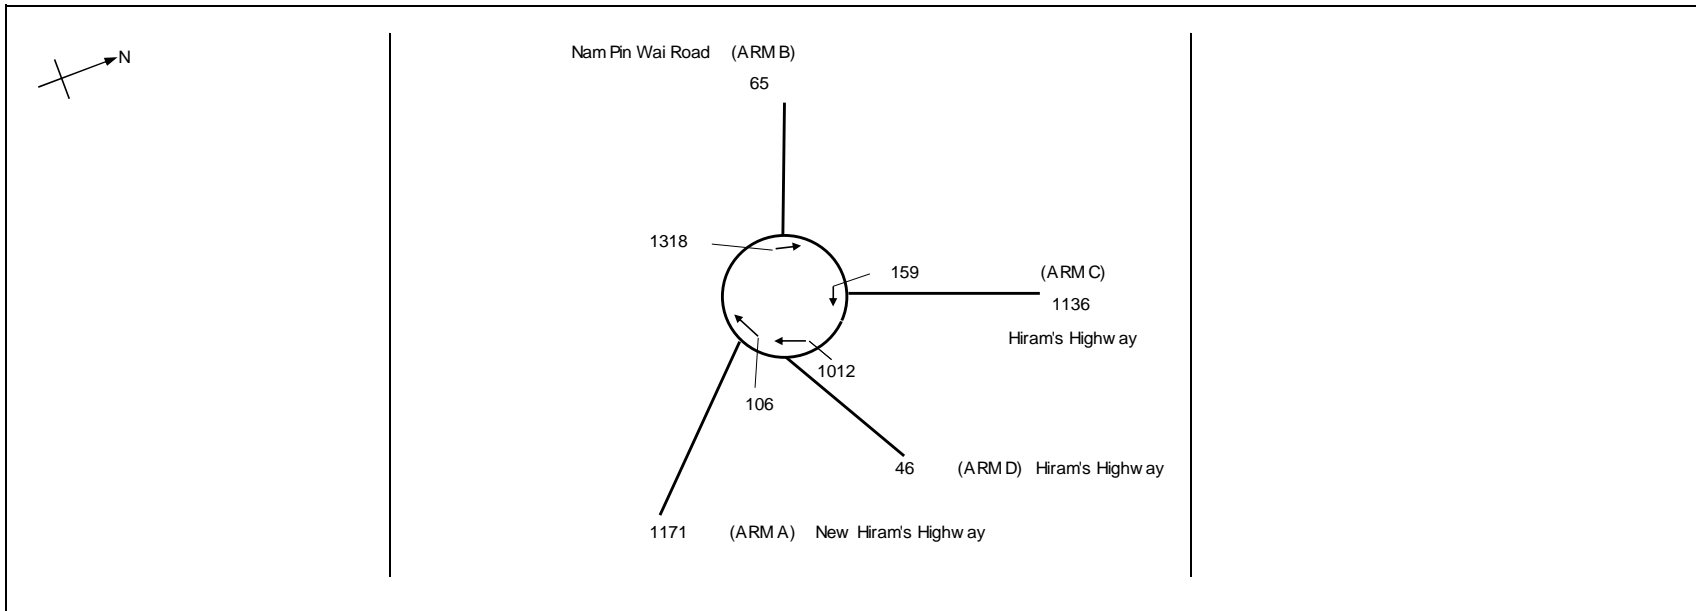 Nam Pin Wai Road (ARM B)
N
65
1318
159 (ARM C)
1136
Hiram's Highway
1012
106
46 (ARM D) Hiram's Highway
1171 (ARM A) New Hiram's Highway